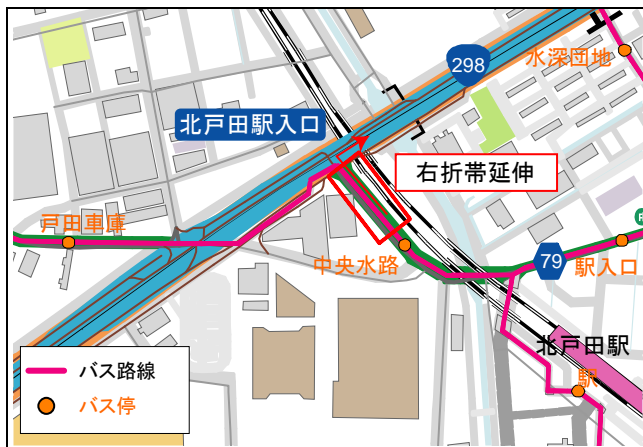 水深団地
298
北戸田駅入口
右折帯延伸
戸田車庫
中央水路
79
駅入口
北戸田駅
駅
バス路線
バス停